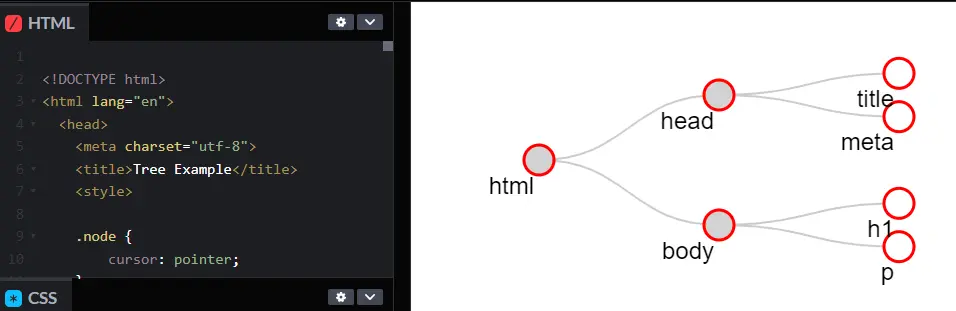 HTML
1
2 <!DOCTYPE html>
3 <html lang="en">
4 <head>
5 <meta charset="utf-8">
6 <title>Tree Example</title>
7 <style>
8
9 .node {
10 cursor: pointer;
CSS
title
head
meta
html
h1
body
p